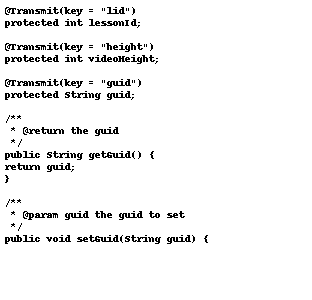 @Transmit(key = "lid")
protected int lessonId;
@Transmit(key = "height")
protected int videoHeight;
@Transmit(key = "guid")
protected String guid;
/**
* @return the guid
*/
public String getGuid() {
return guid;
}
/**
* @param guid the guid to set
*/
public void setGuid(String guid) {